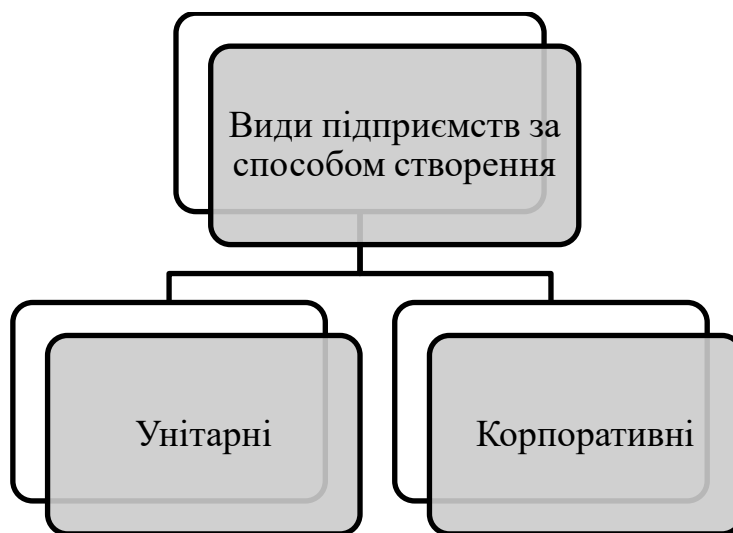 Види підприємств за
способом створення
Унітарні
Корпоративні